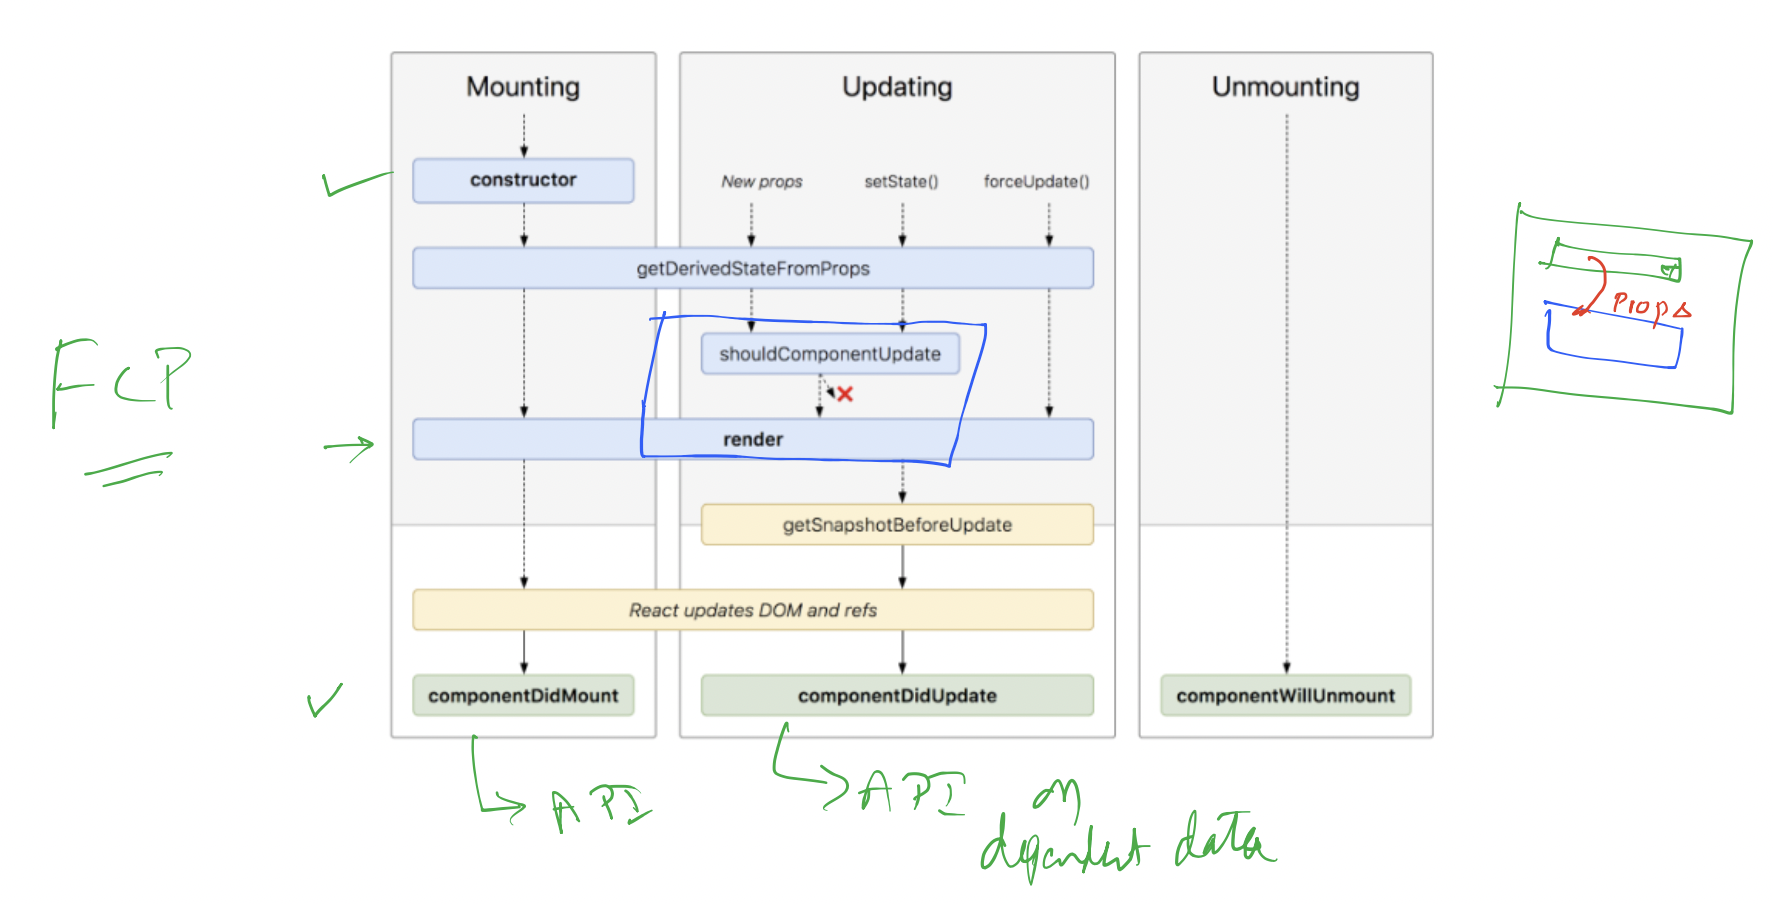 Mounting
Updating
Unmounting
constructor
New props
setState()
forceUpdate()
getDerivedStateFromProps
shouldComponentUpdate
render
getSnapshotBeforeUpdate
React updates DOM and refs
componentDidMount
componentDidUpdate
componentWillUnmount
FCP
Props
API
API on
dependent data